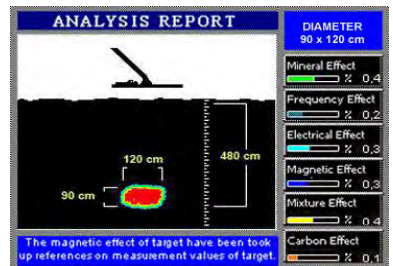 ANALYSIS REPORT
DIAMETER
90 x 120 cm
Mineral Effect
% 0,4
Frequency Effect
% 0,2
Electrical Effect
% 0,3
Magnetic Effect
% 0,3
Mixture Effect
% 0,4
Carbon Effect
% 0,1
120 cm
480 cm
90 cm
The magnetic effect of target have been took
up references on measurement values of target.